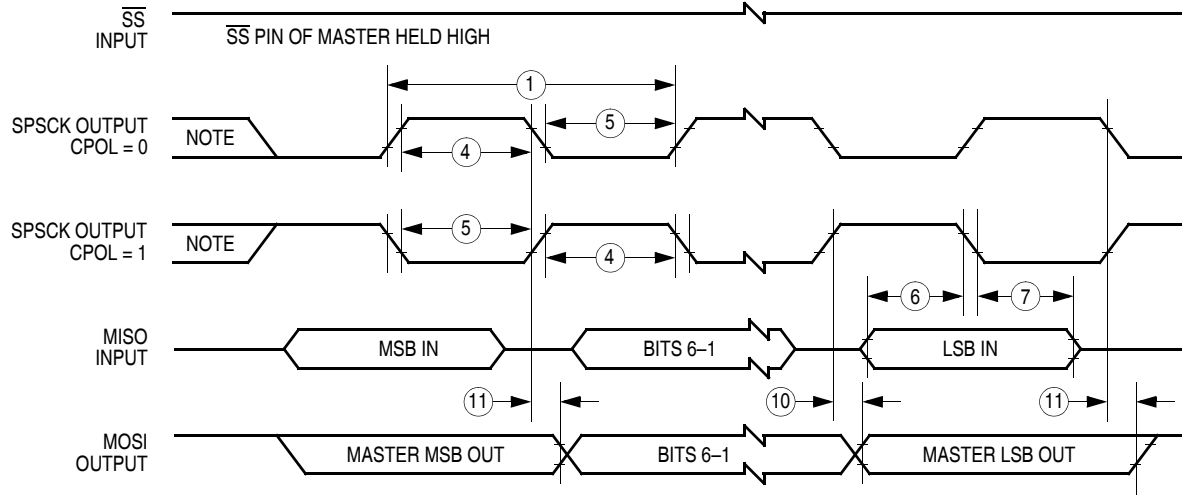 SS
INPUT
SS PIN OF MASTER HELD HIGH
1
SPSCK OUTPUT
CPOL = 0
NOTE
5
4
SPSCK OUTPUT
CPOL = 1
NOTE
5
4
6
7
MISO
INPUT
MSB IN
BITS 6–1
LSB IN
11
10
11
MOSI
OUTPUT
MASTER MSB OUT
BITS 6–1
MASTER LSB OUT